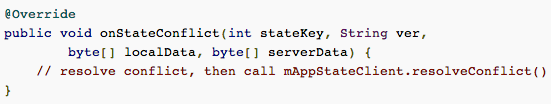 @Override
public void onStateConflict(int stateKey, String ver,
        byte[] localData, byte[] serverData) {
    // resolve conflict, then call mAppStateClient.resolveConflict()
}